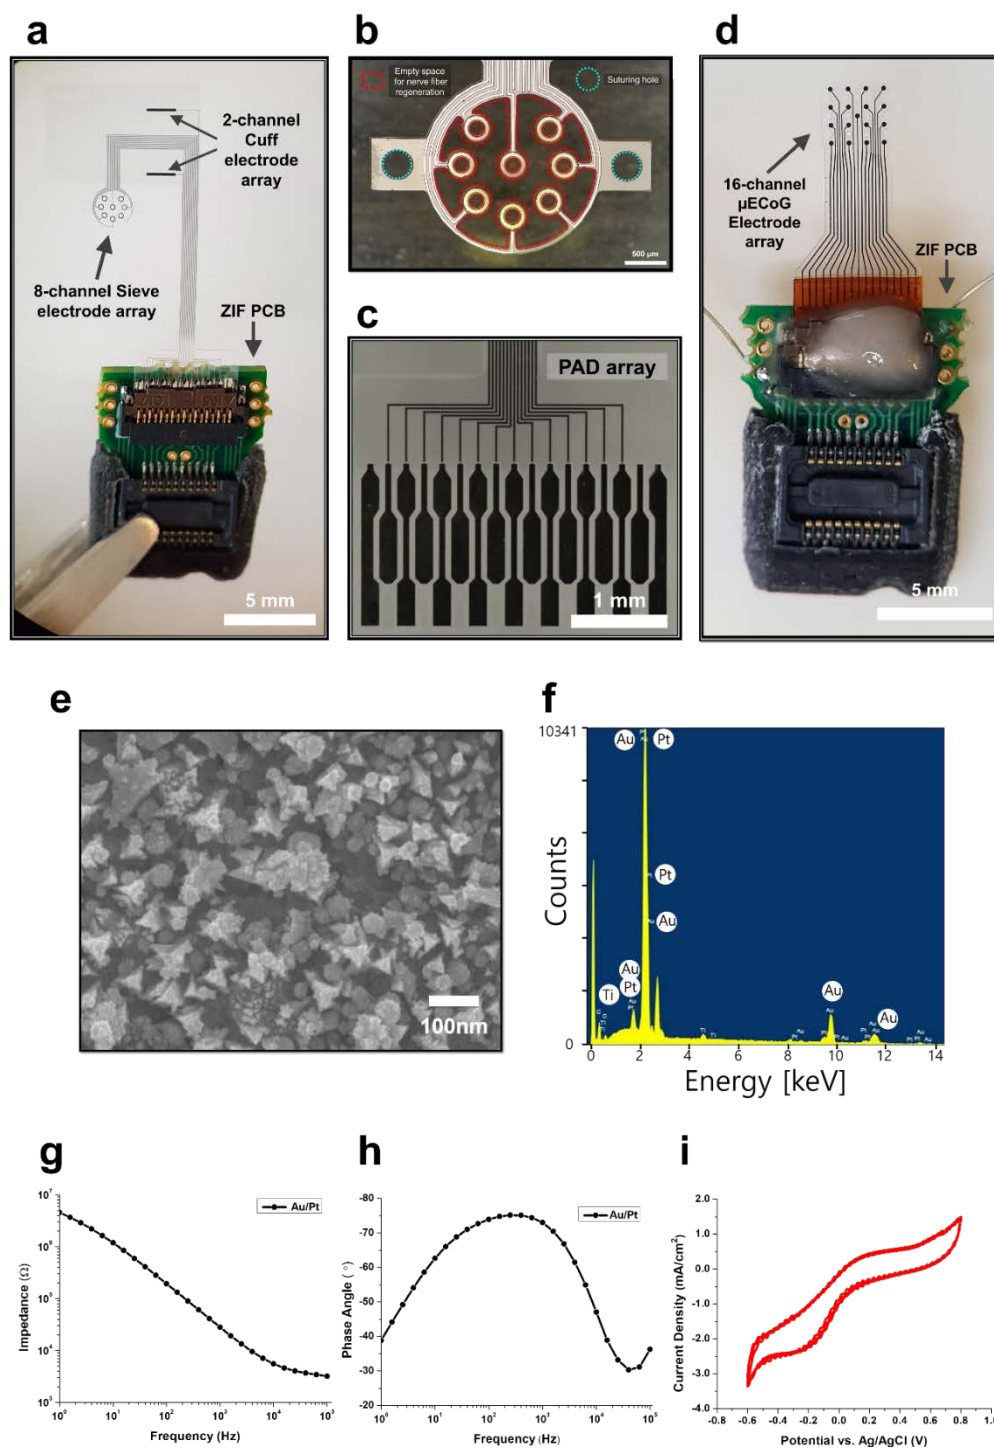 a
2-channel
Cuff
electrode
array
8-channel Sieve
electrode array
ZIF PCB
5 mm
b
Empty space
for nerve fiber
regeneration
Suturing hole
500 µm
c
PAD array
1 mm
d
16-channel
µECoG
Electrode
array
ZIF PCB
5 mm
e
100nm
f
10341
Au Pt
Pt
Au
Au
Pt
Ti
Au
Au
Counts
0
0 2 4 6 8 10 12 14
Energy [keV]
g
Au/Pt
Impedance (Ω)
10⁷
10⁶
10⁵
10⁴
10³
10⁰ 10¹ 10² 10³ 10⁴ 10⁵
Frequency (Hz)
h
Au/Pt
Phase Angle (°)
-80
-70
-60
-50
-40
-30
-20
10⁰ 10¹ 10² 10³ 10⁴ 10⁵
Frequency (Hz)
i
Current Density (mA/cm²)
2.0
1.0
0.0
-1.0
-2.0
-3.0
-4.0
-0.8 -0.6 -0.4 -0.2 0.0 0.2 0.4 0.6 0.8 1.0
Potential vs. Ag/AgCl (V)